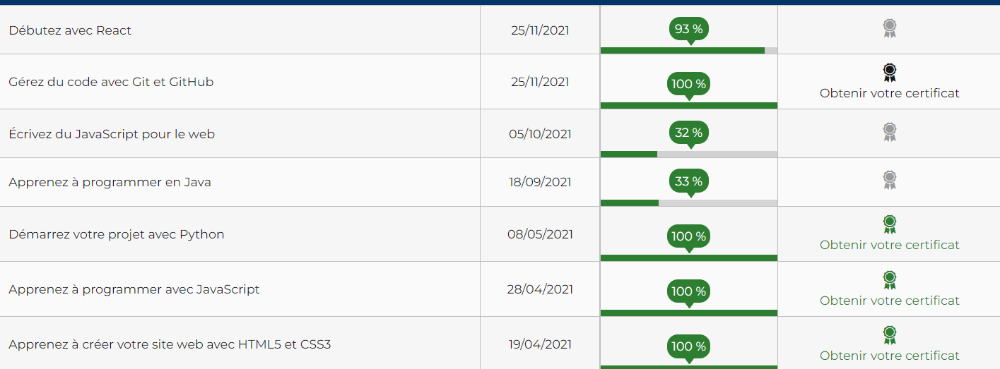 Débutez avec React 25/11/2021 93 %
Gérez du code avec Git et GitHub 25/11/2021 100 % Obtenir votre certificat
Écrivez du JavaScript pour le web 05/10/2021 32 %
Apprenez à programmer en Java 18/09/2021 33 %
Démarrez votre projet avec Python 08/05/2021 100 % Obtenir votre certificat
Apprenez à programmer avec JavaScript 28/04/2021 100 % Obtenir votre certificat
Apprenez à créer votre site web avec HTML5 et CSS3 19/04/2021 100 % Obtenir votre certificat